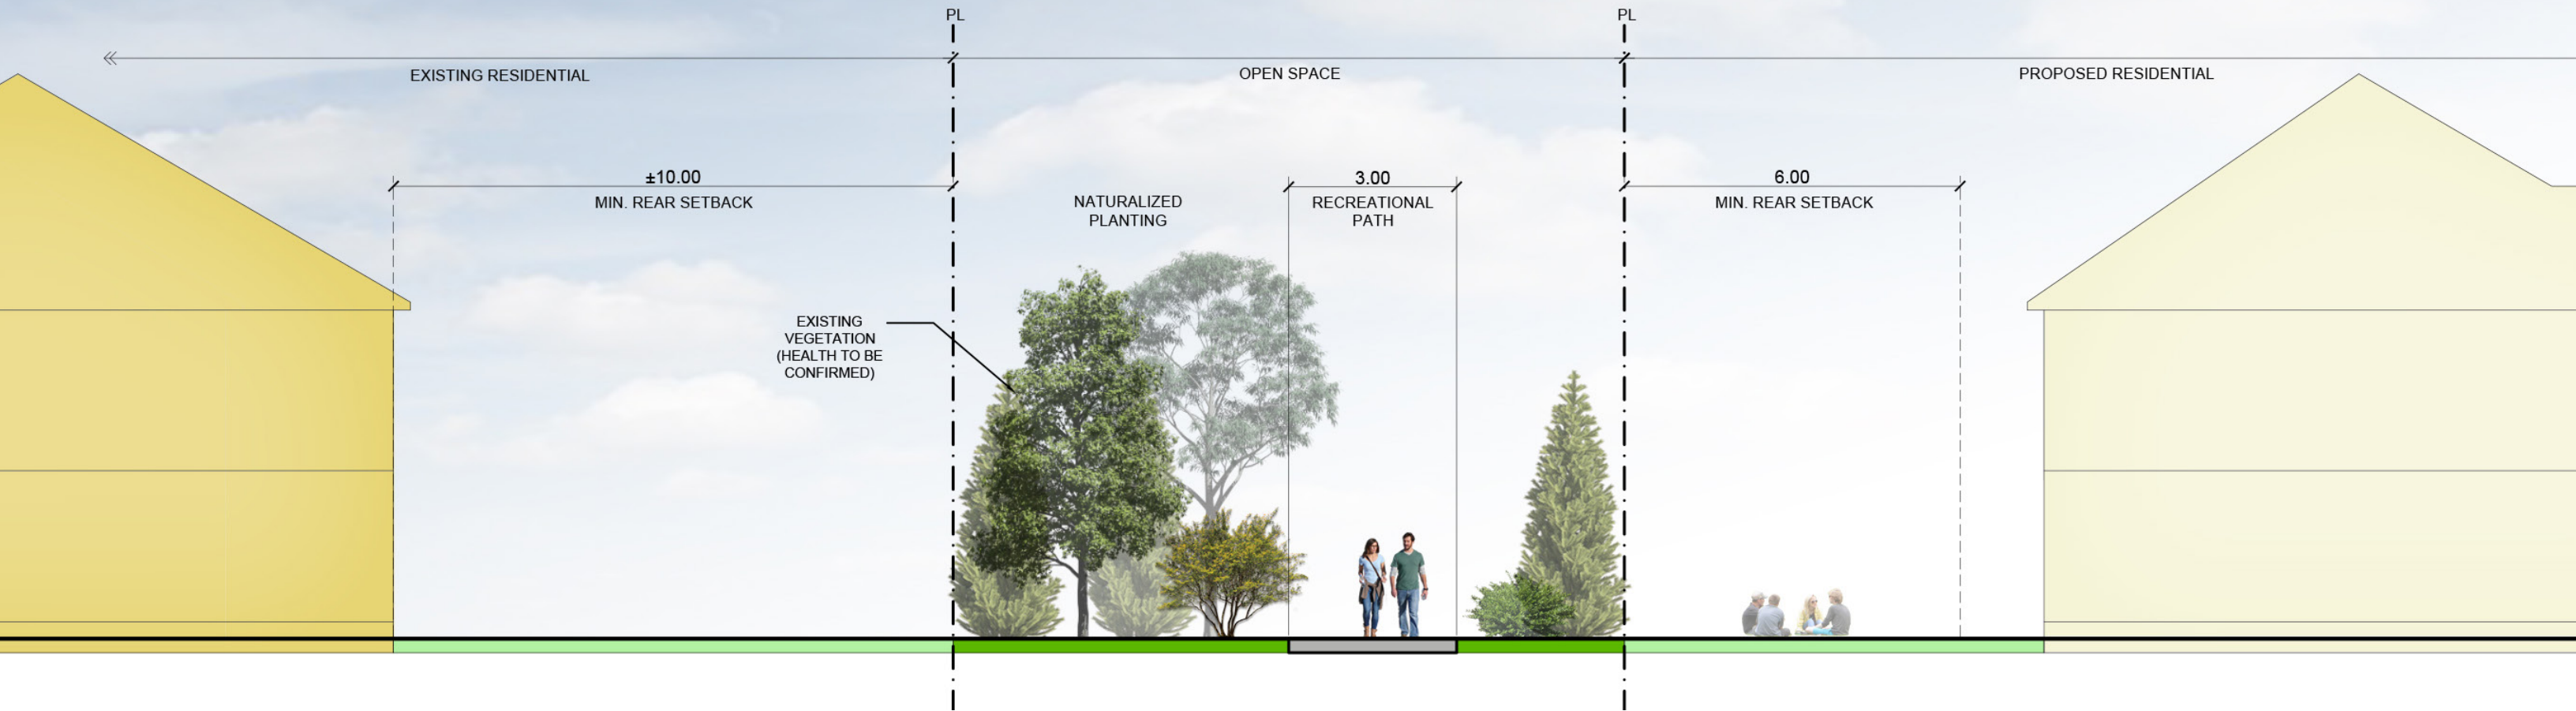 PL
PL
EXISTING RESIDENTIAL
OPEN SPACE
PROPOSED RESIDENTIAL
±10.00
MIN. REAR SETBACK
NATURALIZED
PLANTING
3.00
RECREATIONAL
PATH
6.00
MIN. REAR SETBACK
EXISTING
VEGETATION
(HEALTH TO BE
CONFIRMED)